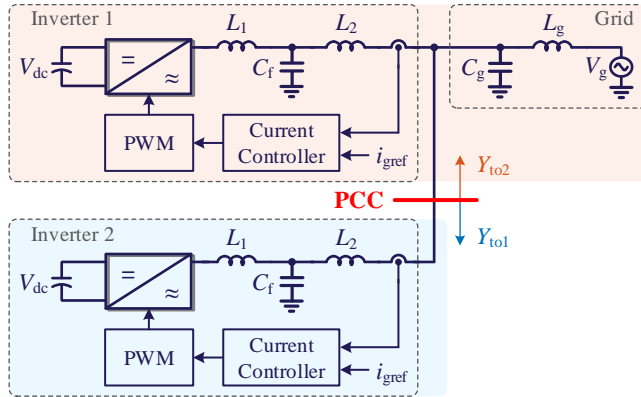 Inverter 1
Grid
L1
L2
Lg
Vdc
=
≈
Cf
Cg
Vg
PWM
Current
Controller
igref
Yto2
PCC
Yto1
Inverter 2
L1
L2
Vdc
=
≈
Cf
PWM
Current
Controller
igref